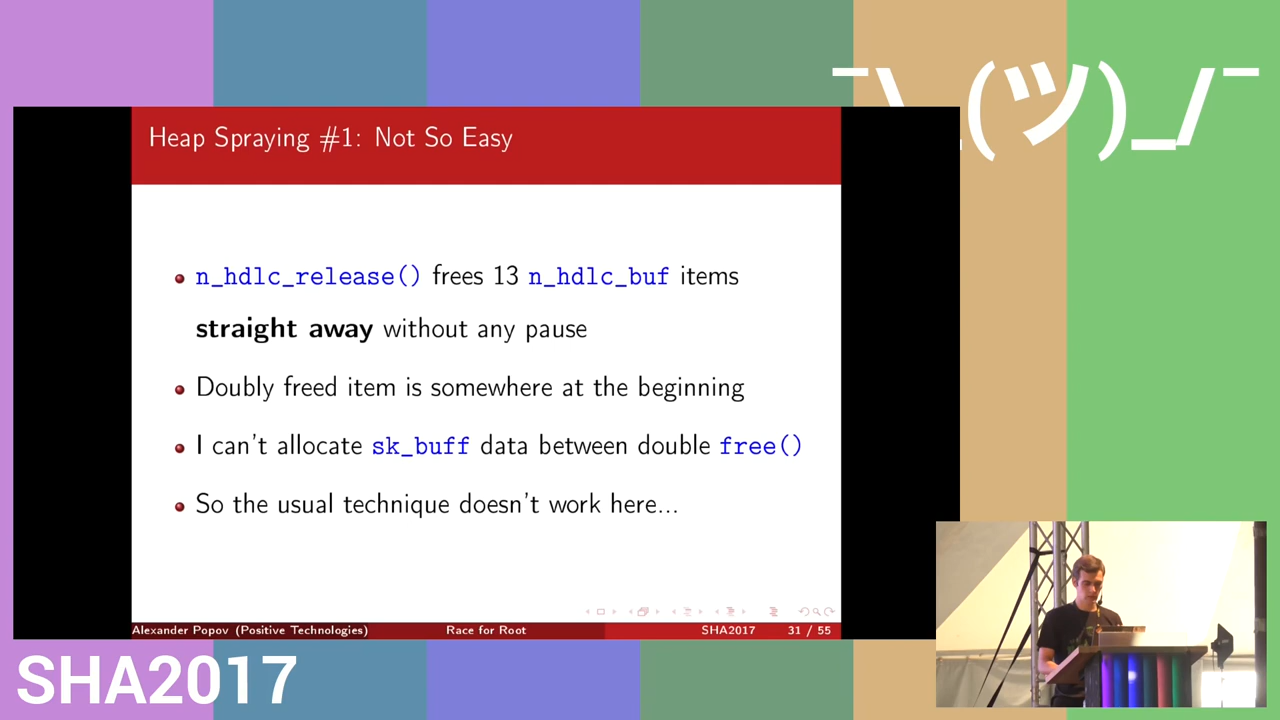 ¯\_(ツ)_/¯
Heap Spraying #1: Not So Easy
n_hdlc_release() frees 13 n_hdlc_buf items
straight away without any pause
Doubly freed item is somewhere at the beginning
I can't allocate sk_buff data between double free()
So the usual technique doesn't work here...
Alexander Popov (Positive Technologies) Race for Root SHA2017 31 / 55
SHA2017